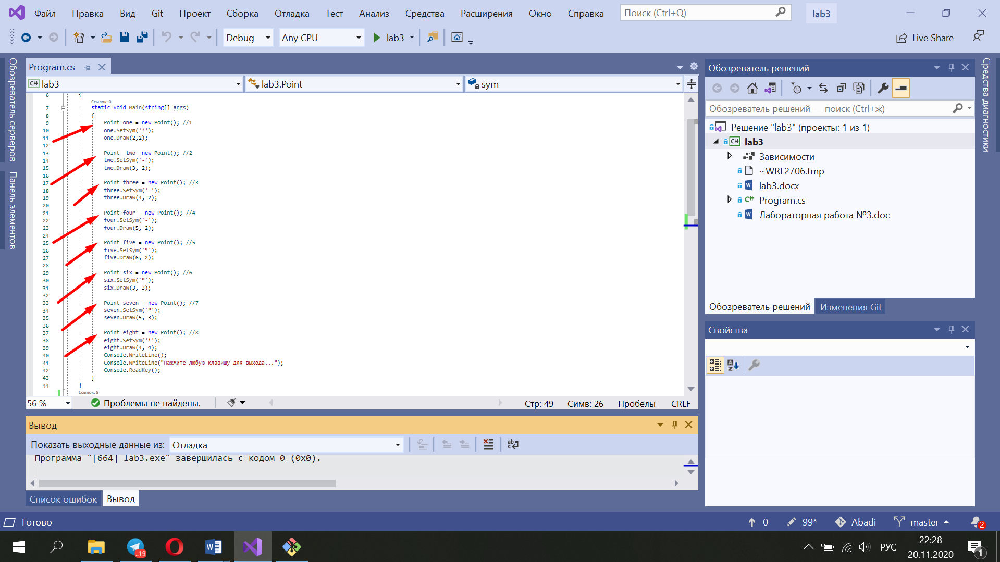 Файл Правка Вид Git Проект Сборка Отладка Тест Анализ Средства Расширения Окно Справка Поиск (Ctrl+Q) lab3
Debug Any CPU lab3 Live Share
Обозреватель серверов
Панель элементов
Program.cs
lab3 lab3.Point sym
6 {
Ссылок: 0
7 static void Main(string[] args)
8 {
9 Point one = new Point(); //1
10 one.SetSym('*');
11 one.Draw(2,2);
12
13 Point  two= new Point(); //2
14 two.SetSym('-');
15 two.Draw(3, 2);
16
17 Point three = new Point(); //3
18 three.SetSym('-');
19 three.Draw(4, 2);
20
21 Point four = new Point(); //4
22 four.SetSym('-');
23 four.Draw(5, 2);
24
25 Point five = new Point(); //5
26 five.SetSym('*');
27 five.Draw(6, 2);
28
29 Point six = new Point(); //6
30 six.SetSym('*');
31 six.Draw(3, 3);
32
33 Point seven = new Point(); //7
34 seven.SetSym('*');
35 seven.Draw(5, 3);
36
37 Point eight = new Point(); //8
38 eight.SetSym('*');
39 eight.Draw(4, 4);
40 Console.WriteLine();
41 Console.WriteLine("Нажмите любую клавишу для выхода...");
42 Console.ReadKey();
43 }
44 }
Ссылок: 8
56 % Проблемы не найдены. Стр: 49 Симв: 26 Пробелы CRLF
Вывод
Показать выходные данные из: Отладка
Программа "[664] lab3.exe" завершилась с кодом 0 (0x0).
Список ошибок Вывод
Обозреватель решений
Обозреватель решений — поиск (Ctrl+ж)
Решение "lab3" (проекты: 1 из 1)
lab3
Зависимости
~WRL2706.tmp
lab3.docx
Program.cs
Лабораторная работа №3.doc
Обозреватель решений Изменения Git
Свойства
Средства диагностики
Готово 0 99* Abadi master 2
..19 РУС 22:28
20.11.2020 1